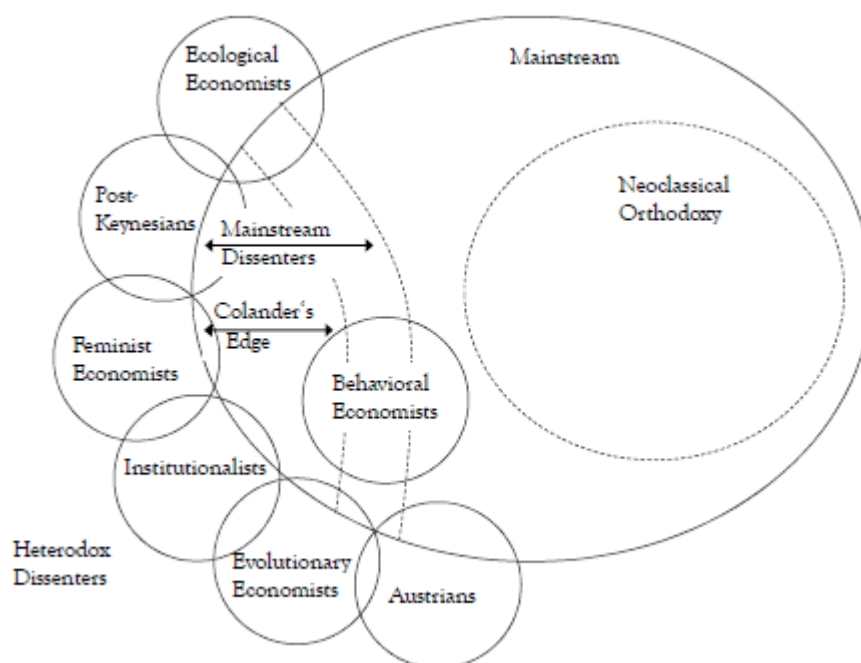 Ecological
Economists
Mainstream
Neoclassical
Orthodoxy
Post-
Keynesians
Mainstream
Dissenters
Colander's
Edge
Feminist
Economists
Behavioral
Economists
Institutionalists
Heterodox
Dissenters
Evolutionary
Economists
Austrians